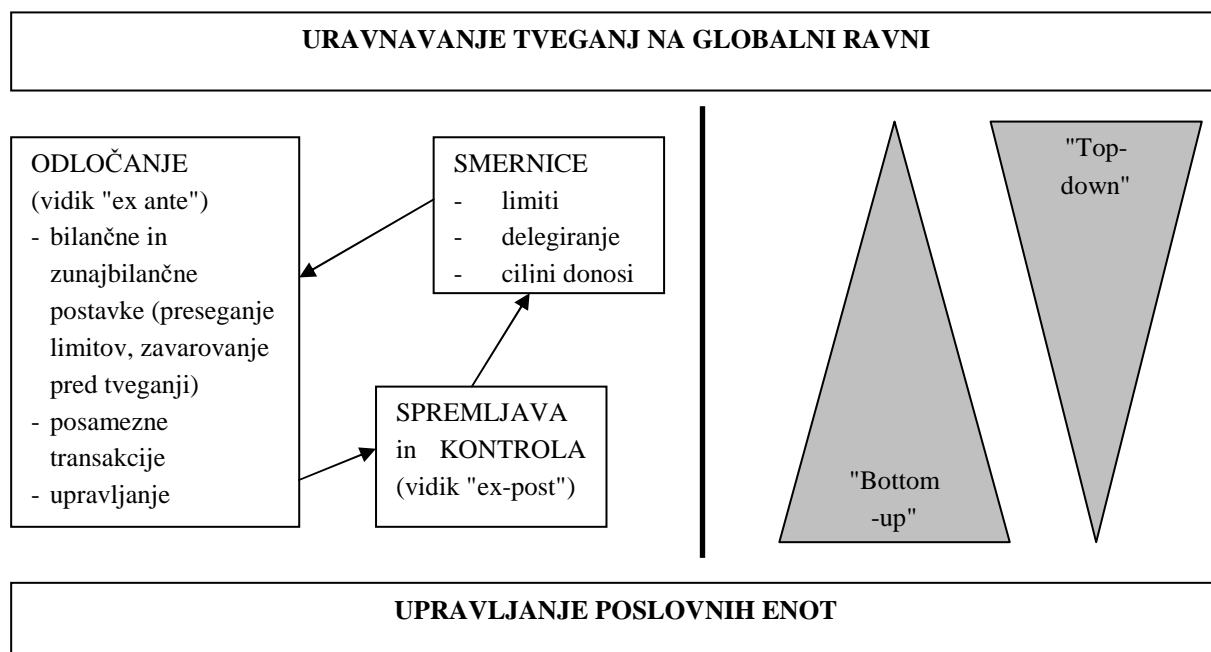 URAVNAVANJE TVEGANJ NA GLOBALNI RAVNI
ODLOČANJE
(vidik "ex ante")
- bilančne in
zunajbilančne
postavke (preseganje
limitov, zavarovanje
pred tveganji)
- posamezne
transakcije
- upravljanje
SMERNICE
- limiti
- delegiranje
- ciljni donosi
SPREMLJAVA
in KONTROLA
(vidik "ex-post")
"Bottom
-up"
"Top-
down"
UPRAVLJANJE POSLOVNIH ENOT